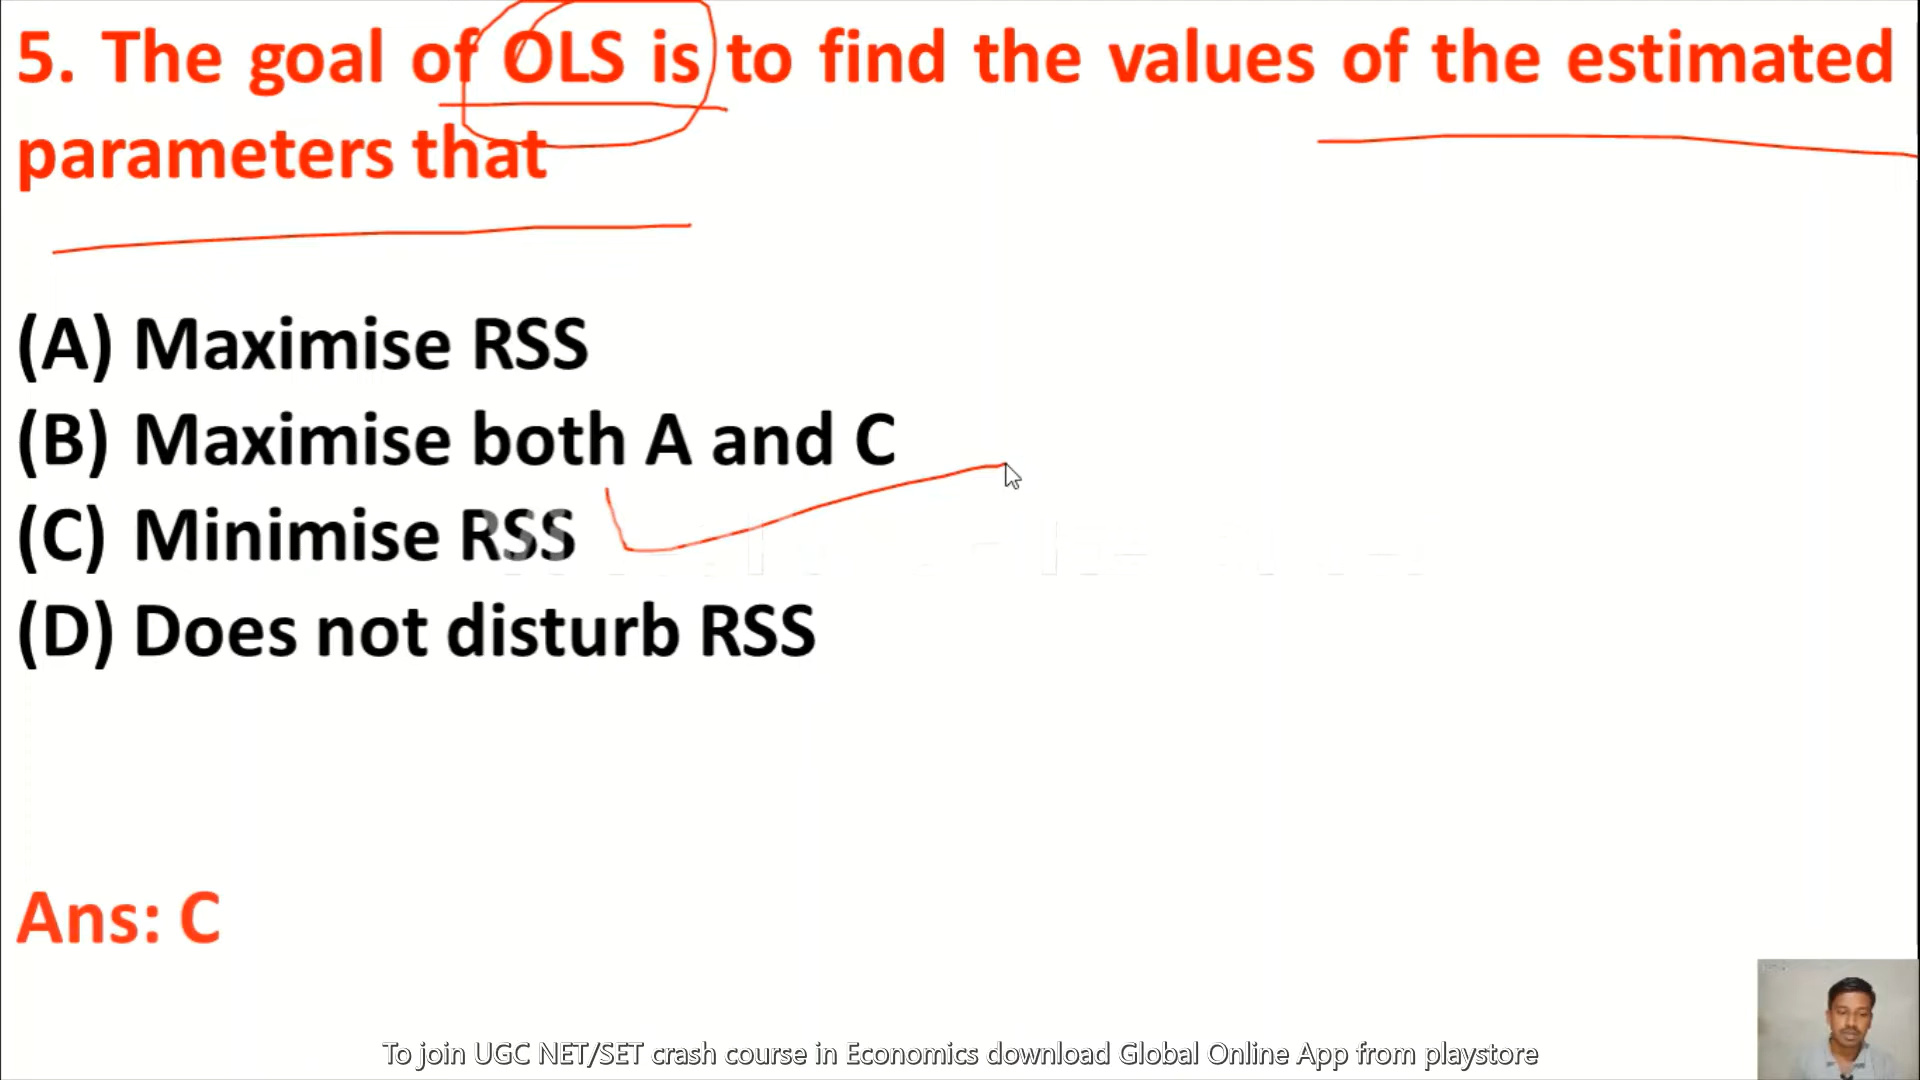 5. The goal of OLS is to find the values of the estimated
parameters that
(A) Maximise RSS
(B) Maximise both A and C
(C) Minimise RSS
(D) Does not disturb RSS
Ans: C
To join UGC NET/SET crash course in Economics download Global Online App from playstore